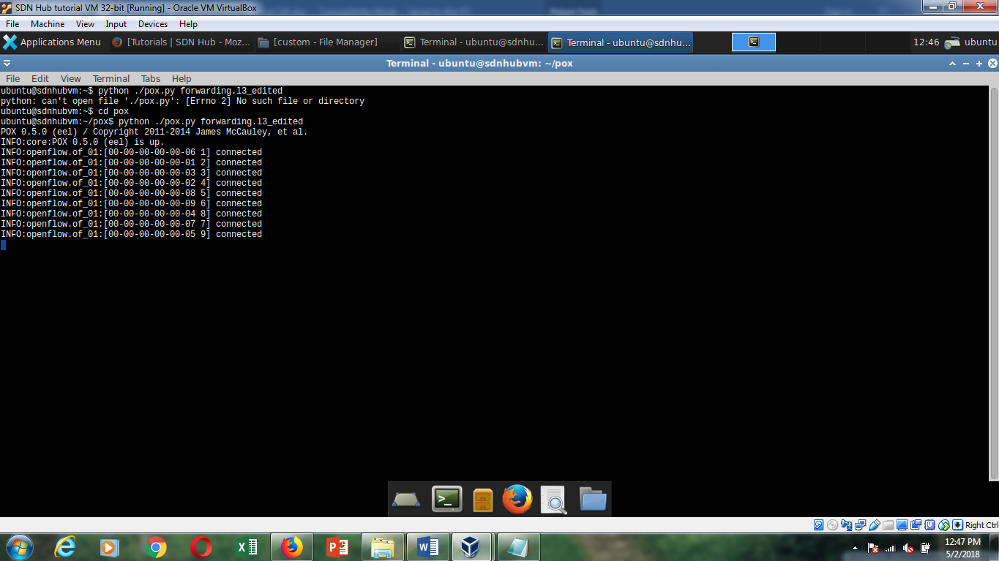 SDN Hub tutorial VM 32-bit [Running] - Oracle VM VirtualBox
File Machine View Input Devices Help
Applications Menu [Tutorials | SDN Hub - Moz... [custom - File Manager] Terminal - ubuntu@sdnhu... Terminal - ubuntu@sdnhu... 12:46 ubuntu
Terminal - ubuntu@sdnhubvm: ~/pox
File Edit View Terminal Tabs Help
ubuntu@sdnhubvm:~$ python ./pox.py forwarding.l3_edited
python: can't open file './pox.py': [Errno 2] No such file or directory
ubuntu@sdnhubvm:~$ cd pox
ubuntu@sdnhubvm:~/pox$ python ./pox.py forwarding.l3_edited
POX 0.5.0 (eel) / Copyright 2011-2014 James McCauley, et al.
INFO:core:POX 0.5.0 (eel) is up.
INFO:openflow.of_01:[00-00-00-00-00-06 1] connected
INFO:openflow.of_01:[00-00-00-00-00-01 2] connected
INFO:openflow.of_01:[00-00-00-00-00-03 3] connected
INFO:openflow.of_01:[00-00-00-00-00-02 4] connected
INFO:openflow.of_01:[00-00-00-00-00-08 5] connected
INFO:openflow.of_01:[00-00-00-00-00-09 6] connected
INFO:openflow.of_01:[00-00-00-00-00-04 8] connected
INFO:openflow.of_01:[00-00-00-00-00-07 7] connected
INFO:openflow.of_01:[00-00-00-00-00-05 9] connected
Right Ctrl
12:47 PM
5/2/2018